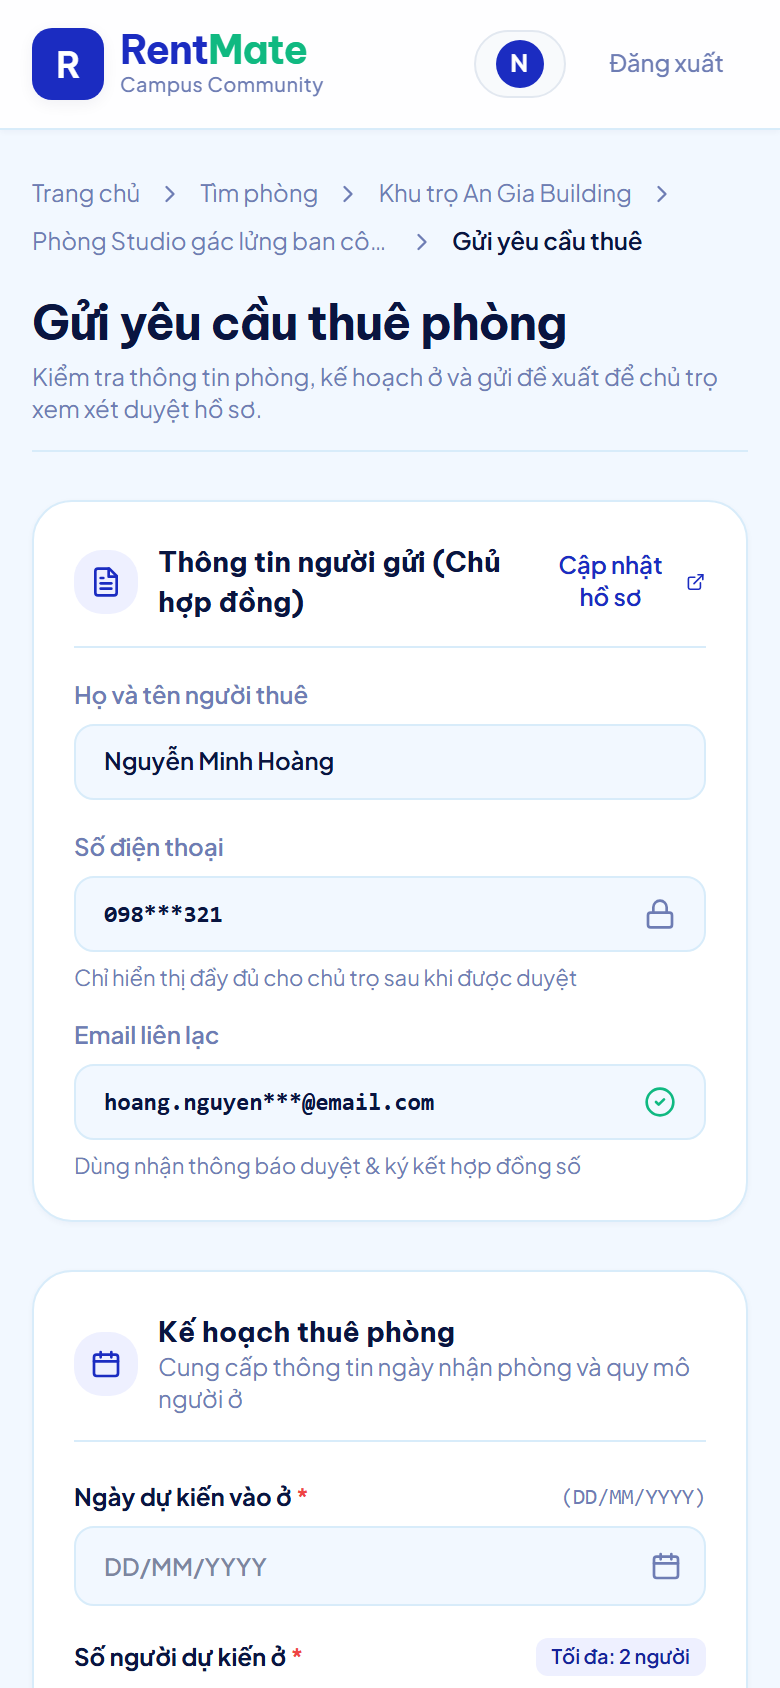 R
RentMate
Campus Community
N
Đăng xuất
Trang chủ > Tìm phòng > Khu trọ An Gia Building >
Phòng Studio gác lửng ban cô... > Gửi yêu cầu thuê
Gửi yêu cầu thuê phòng
Kiểm tra thông tin phòng, kế hoạch ở và gửi đề xuất để chủ trọ
xem xét duyệt hồ sơ.
Thông tin người gửi (Chủ
hợp đồng)
Cập nhật
hồ sơ
Họ và tên người thuê
Nguyễn Minh Hoàng
Số điện thoại
098***321
Chỉ hiển thị đầy đủ cho chủ trọ sau khi được duyệt
Email liên lạc
hoang.nguyen***@email.com
Dùng nhận thông báo duyệt & ký kết hợp đồng số
Kế hoạch thuê phòng
Cung cấp thông tin ngày nhận phòng và quy mô
người ở
Ngày dự kiến vào ở *
(DD/MM/YYYY)
DD/MM/YYYY
Số người dự kiến ở *
Tối đa: 2 người